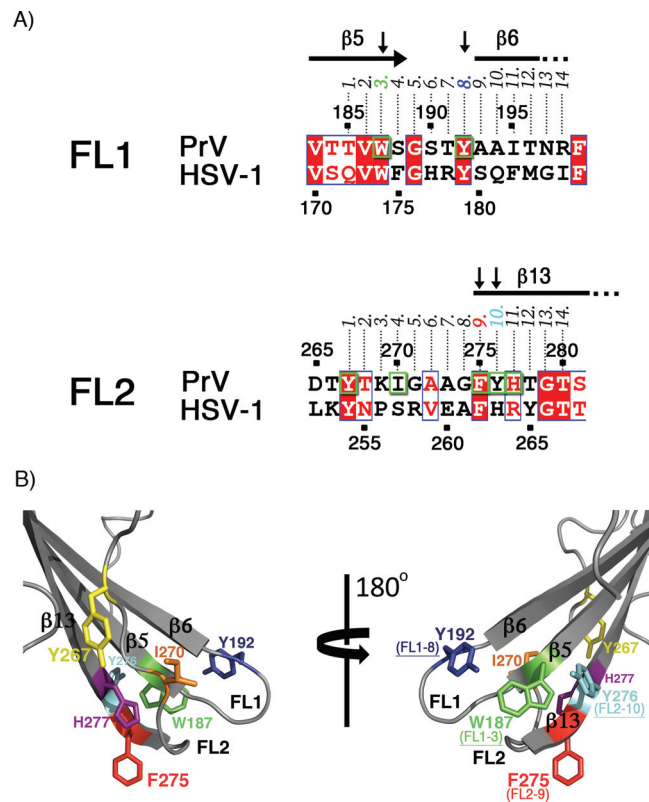 A)
β5 β6
1. 2. 3. 4. 5. 6. 7. 8. 9. 10. 11. 12. 13 14
185 190 195
FL1
PrV VTTVWSGSTYAAITNRF
HSV-1 VSQVWFGHRYSQFMGIF
170 175 180
β13
1. 2. 3. 4. 5. 6. 7. 8. 9. 10. 11. 12. 13. 14.
265 270 275 280
FL2
PrV DTYTKIGAAGFYHTGTS
HSV-1 LKYNPSRVEAFHRYGTT
255 260 265
B)
β13
Y267
Y276
β5
β6
I270
Y192
FL1
H277
W187
FL2
F275
180°
Y192
(FL1-8)
β6
I270
β5
Y267
FL1
H277
W187
(FL1-3)
Y276
(FL2-10)
β13
FL2
F275
(FL2-9)